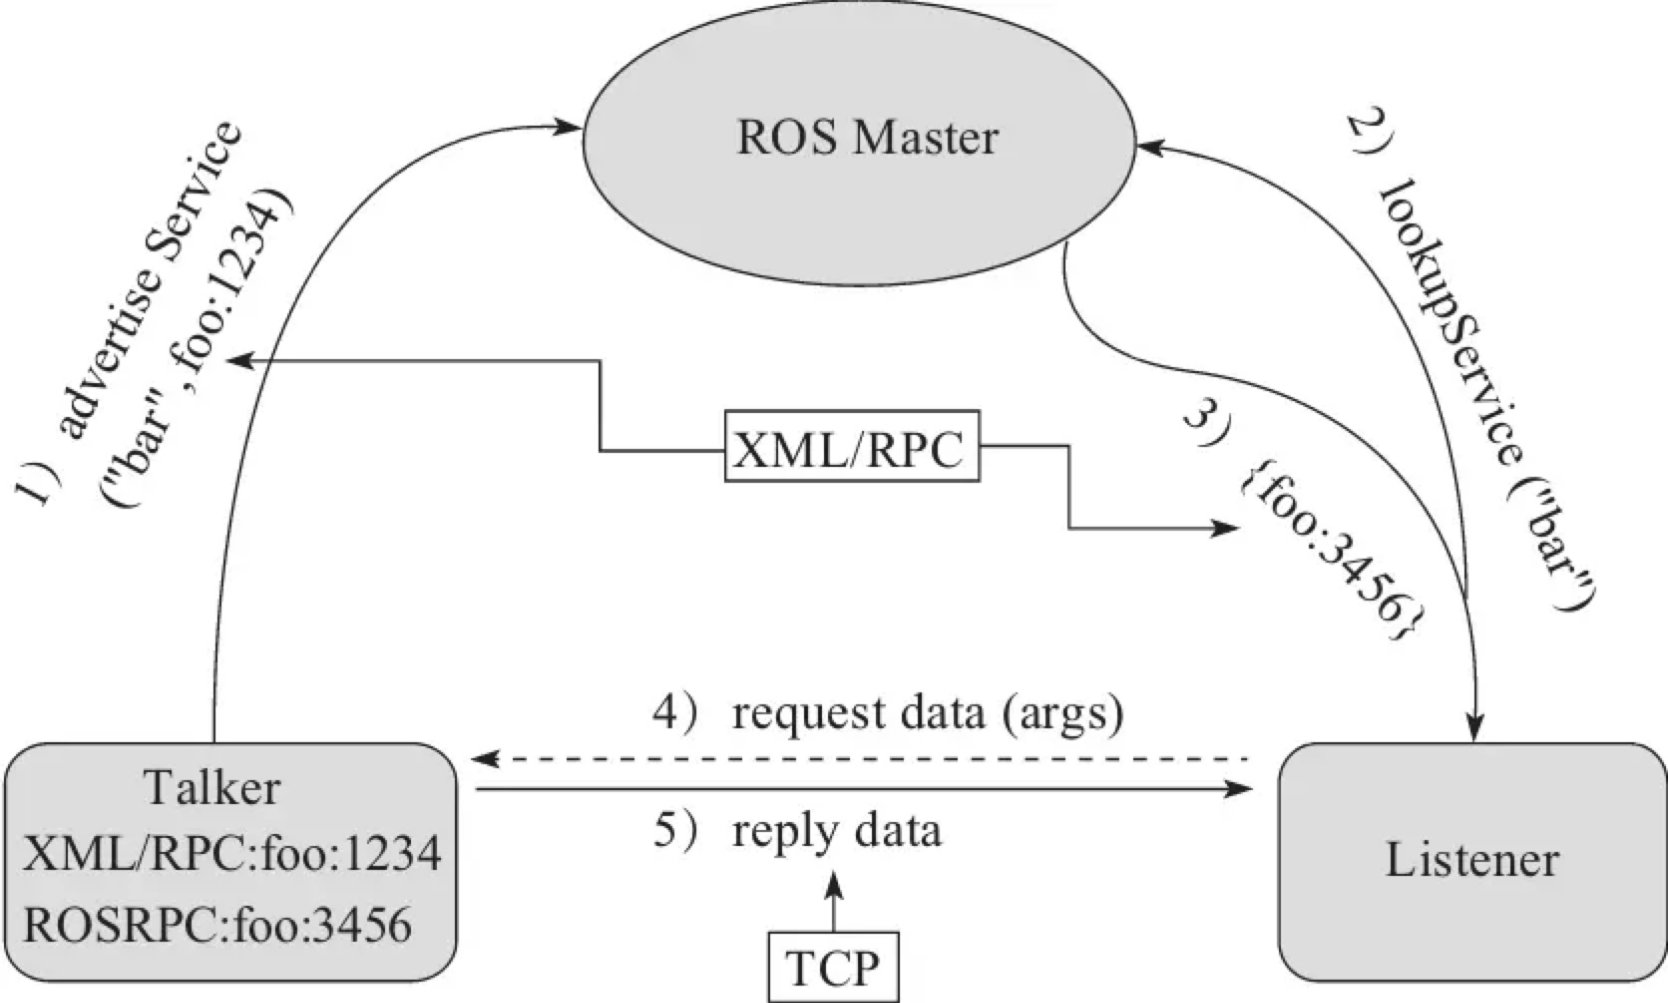 ROS Master
1) advertise Service
("bar",foo:1234)
2) lookupService ("bar")
XML/RPC
3) {foo:3456}
4) request data (args)
5) reply data
Talker
XML/RPC:foo:1234
ROSRPC:foo:3456
Listener
TCP